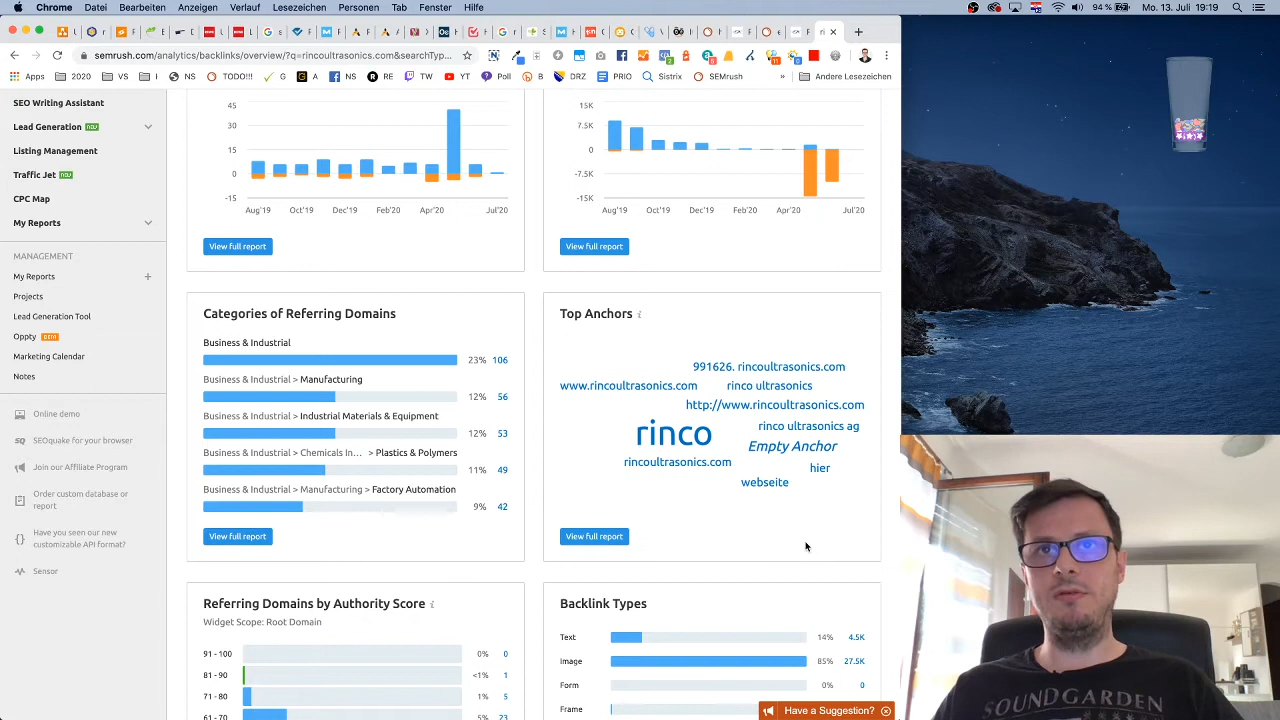 Chrome Datei Bearbeiten Anzeigen Verlauf Lesezeichen Personen Tab Fenster Hilfe
94 % Mo. 13. Juli 19:19
semrush.com/analytics/backlinks/overview/?q=rincoultrasonics.com&searchType...
Apps 2020 VS I NS TODO!!! G A NS RE TW YT Poll B DRZ PRIO Sistrix SEMrush » Andere Lesezeichen
SEO Writing Assistant
Lead Generation NEW
Listing Management
Traffic Jet NEW
CPC Map
My Reports
MANAGEMENT
My Reports +
Projects
Lead Generation Tool
Oppty BETA
Marketing Calendar
Notes
Online demo
SEOquake for your browser
Join our Affiliate Program
Order custom database or
report
Have you seen our new
customizable API format?
Sensor
45
30
15
0
-15
Aug'19 Oct'19 Dec'19 Feb'20 Apr'20 Jul'20
View full report
15K
7.5K
0
-7.5K
-15K
Aug'19 Oct'19 Dec'19 Feb'20 Apr'20 Jul'20
View full report
Categories of Referring Domains
Business & Industrial
23% 106
Business & Industrial > Manufacturing
12% 56
Business & Industrial > Industrial Materials & Equipment
12% 53
Business & Industrial > Chemicals In... > Plastics & Polymers
11% 49
Business & Industrial > Manufacturing > Factory Automation
9% 42
View full report
Top Anchors i
991626. rincoultrasonics.com
www.rincoultrasonics.com rinco ultrasonics
http://www.rincoultrasonics.com
rinco ultrasonics ag
rinco
Empty Anchor
rincoultrasonics.com
hier
webseite
View full report
Referring Domains by Authority Score i
Widget Scope: Root Domain
91 - 100 0% 0
81 - 90 <1% 1
71 - 80 1% 5
61 - 70 5% 23
Backlink Types
Text 14% 4.5K
Image 85% 27.5K
Form 0% 0
Frame
Have a Suggestion?
SOUNDGARDEN